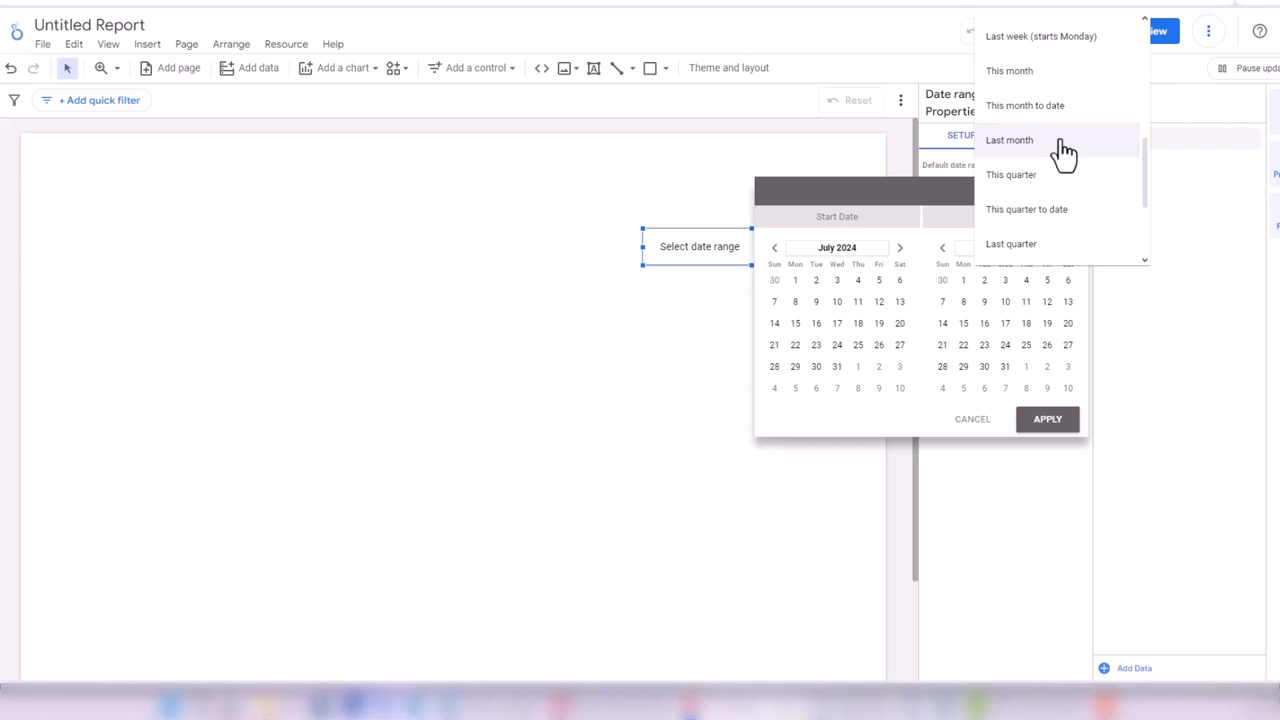 Untitled Report
File Edit View Insert Page Arrange Resource Help
Add page Add data Add a chart Add a control Theme and layout
+ Add quick filter Reset
Date
Properties
Default date
Select date range
Last week (starts Monday)
This month
This month to date
Last month
This quarter
This quarter to date
Last quarter
Pause
Start Date
July 2024
Sun Mon Tue Wed Thu Fri Sat
30 1 2 3 4 5 6
7 8 9 10 11 12 13
14 15 16 17 18 19 20
21 22 23 24 25 26 27
28 29 30 31 1 2 3
4 5 6 7 8 9 10
Sun Mon
30 1 2 3 4 5 6
7 8 9 10 11 12 13
14 15 16 17 18 19 20
21 22 23 24 25 26 27
28 29 30 31 1 2 3
4 5 6 7 8 9 10
CANCEL APPLY
Add Data